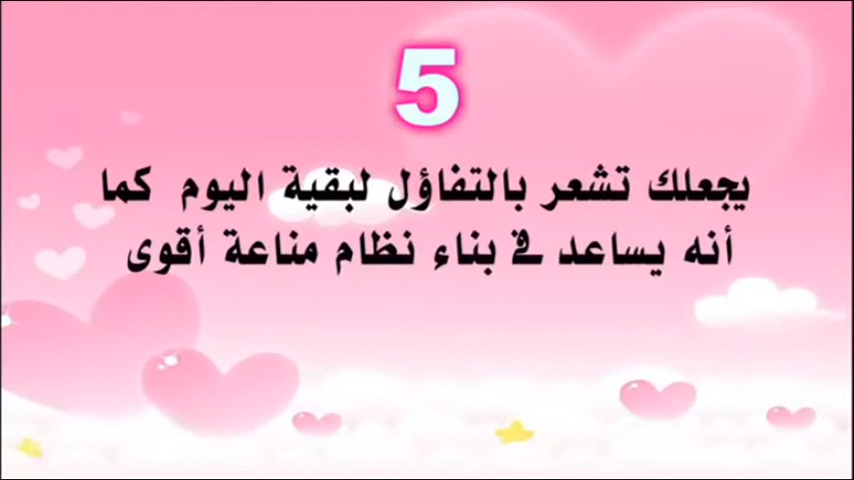 5
يجعلك تشعر بالتفاؤل لبقية اليوم كما
أنه يساعد في بناء نظام مناعة أقوى